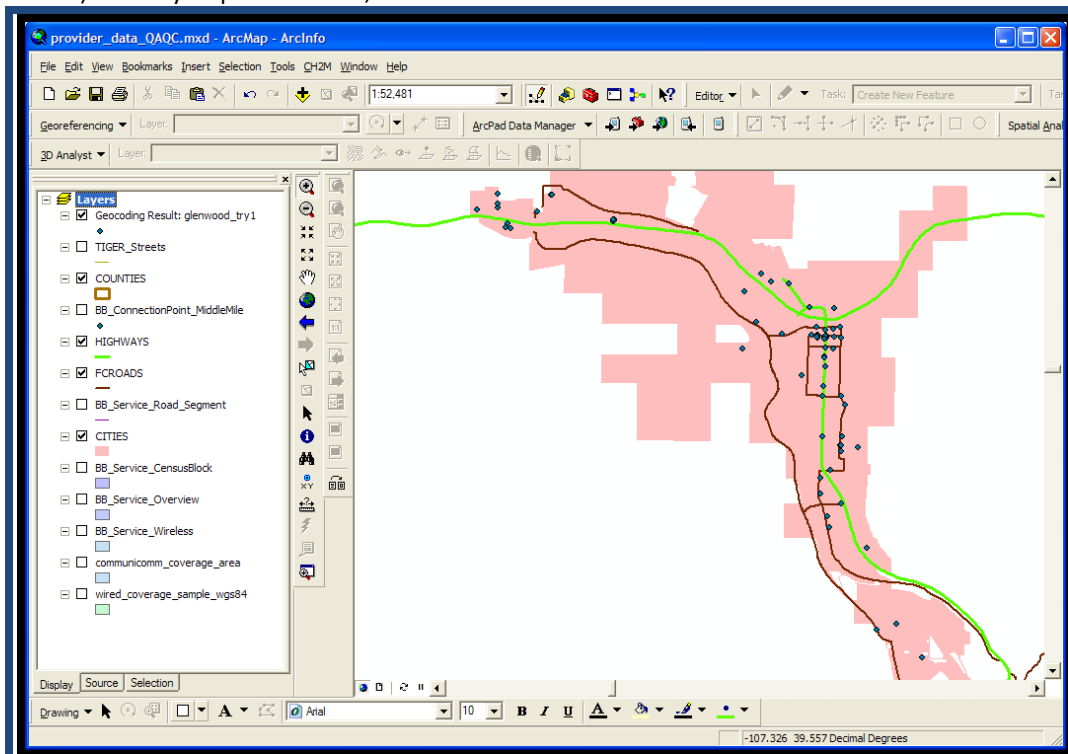 provider_data_QAQC.mxd - ArcMap - ArcInfo
File Edit View Bookmarks Insert Selection Tools CH2M Window Help
1:52,481 Editor Task: Create New Feature
Georeferencing Layer: ArcPad Data Manager
3D Analyst Layer:
Layers
Geocoding Result: glenwood_try1
TIGER_Streets
COUNTIES
BB_ConnectionPoint_MiddleMile
HIGHWAYS
FCROADS
BB_Service_Road_Segment
CITIES
BB_Service_CensusBlock
BB_Service_Overview
BB_Service_Wireless
communicomm_coverage_area
wired_coverage_sample_wgs84
Display Source Selection
Drawing A Arial 10 B I U A
-107.326 39.557 Decimal Degrees